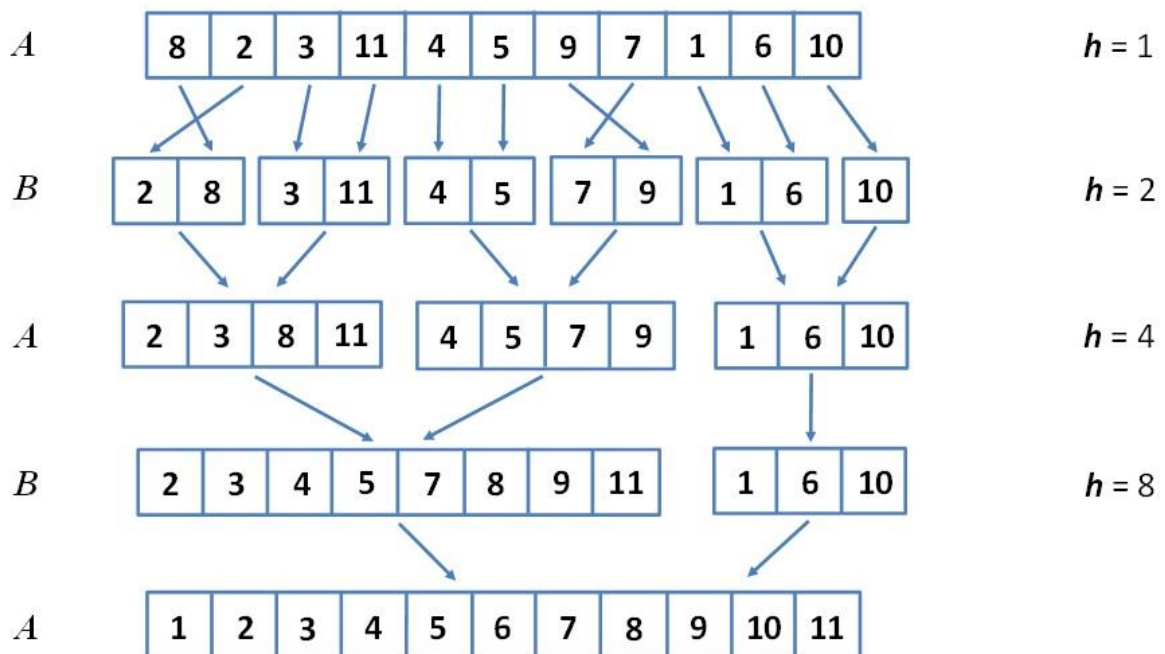 A 8 2 3 11 4 5 9 7 1 6 10 h = 1
B 2 8 3 11 4 5 7 9 1 6 10 h = 2
A 2 3 8 11 4 5 7 9 1 6 10 h = 4
B 2 3 4 5 7 8 9 11 1 6 10 h = 8
A 1 2 3 4 5 6 7 8 9 10 11